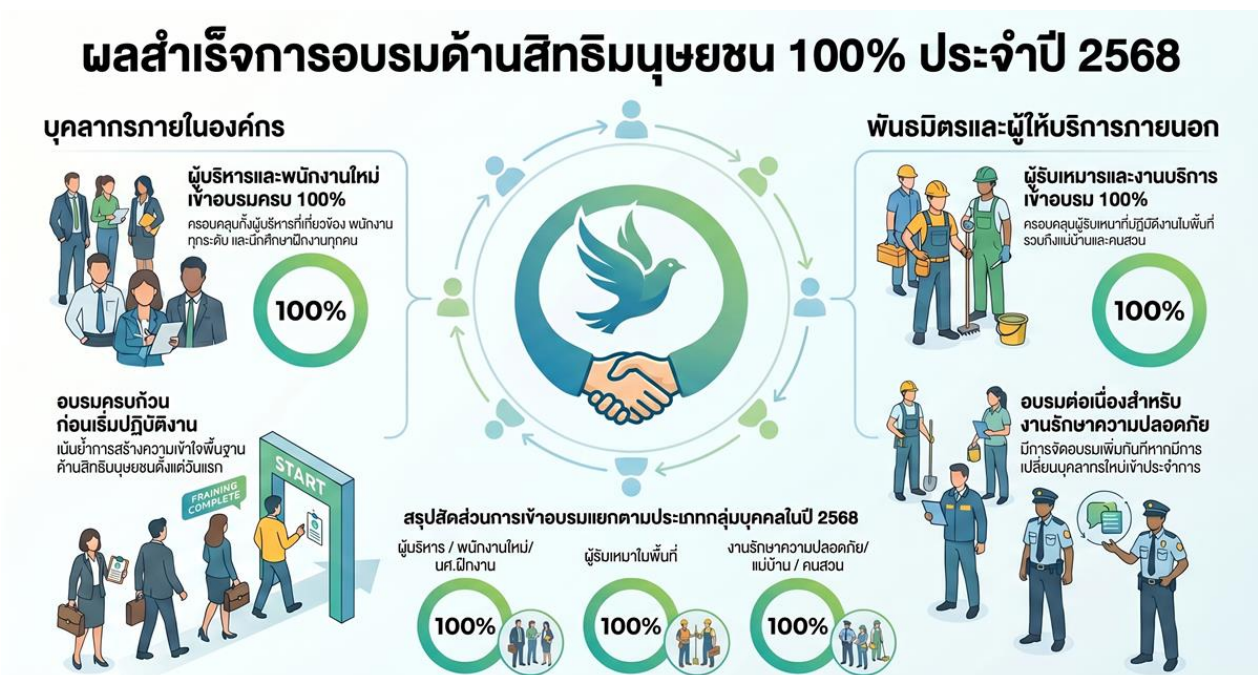 ผลสำเร็จการอบรมด้านสิทธิมนุษยชน 100% ประจำปี 2568
บุคลากรภายในองค์กร
ผู้บริหารและพนักงานใหม่
เข้าอบรมครบ 100%
ครอบคลุมทั้งผู้บริหารที่เกี่ยวข้อง พนักงาน
ทุกระดับ และนักศึกษาฝึกงานทุกคน
100%
อบรมครบถ้วน
ก่อนเริ่มปฏิบัติงาน
เน้นย้ำการสร้างความเข้าใจพื้นฐาน
ด้านสิทธิมนุษยชนตั้งแต่วันแรก
FRAINING
COMPLETE
START
พันธมิตรและผู้ให้บริการภายนอก
ผู้รับเหมารและงานบริการ
เข้าอบรม 100%
ครอบคลุมผู้รับเหนาที่ปฏิบัติงานในพื้นที่
รวมถึงแม่บ้านและคนสวน
100%
อบรมต่อเนื่องสำหรับ
งานรักษาความปลอดภัย
มีการจัดอบรมเพิ่มทันทีหากมีการ
เปลี่ยนบุคลากรใหม่เข้าประจำการ
สรุปสัดส่วนการเข้าอบรมแยกตามประเภทกลุ่มบุคคลในปี 2568
ผู้บริหาร / พนักงานใหม่/
นศ.ฝึกงาน
100%
ผู้รับเหมาในพื้นที่
100%
งานรักษาความปลอดภัย/
แม่บ้าน / คนสวน
100%